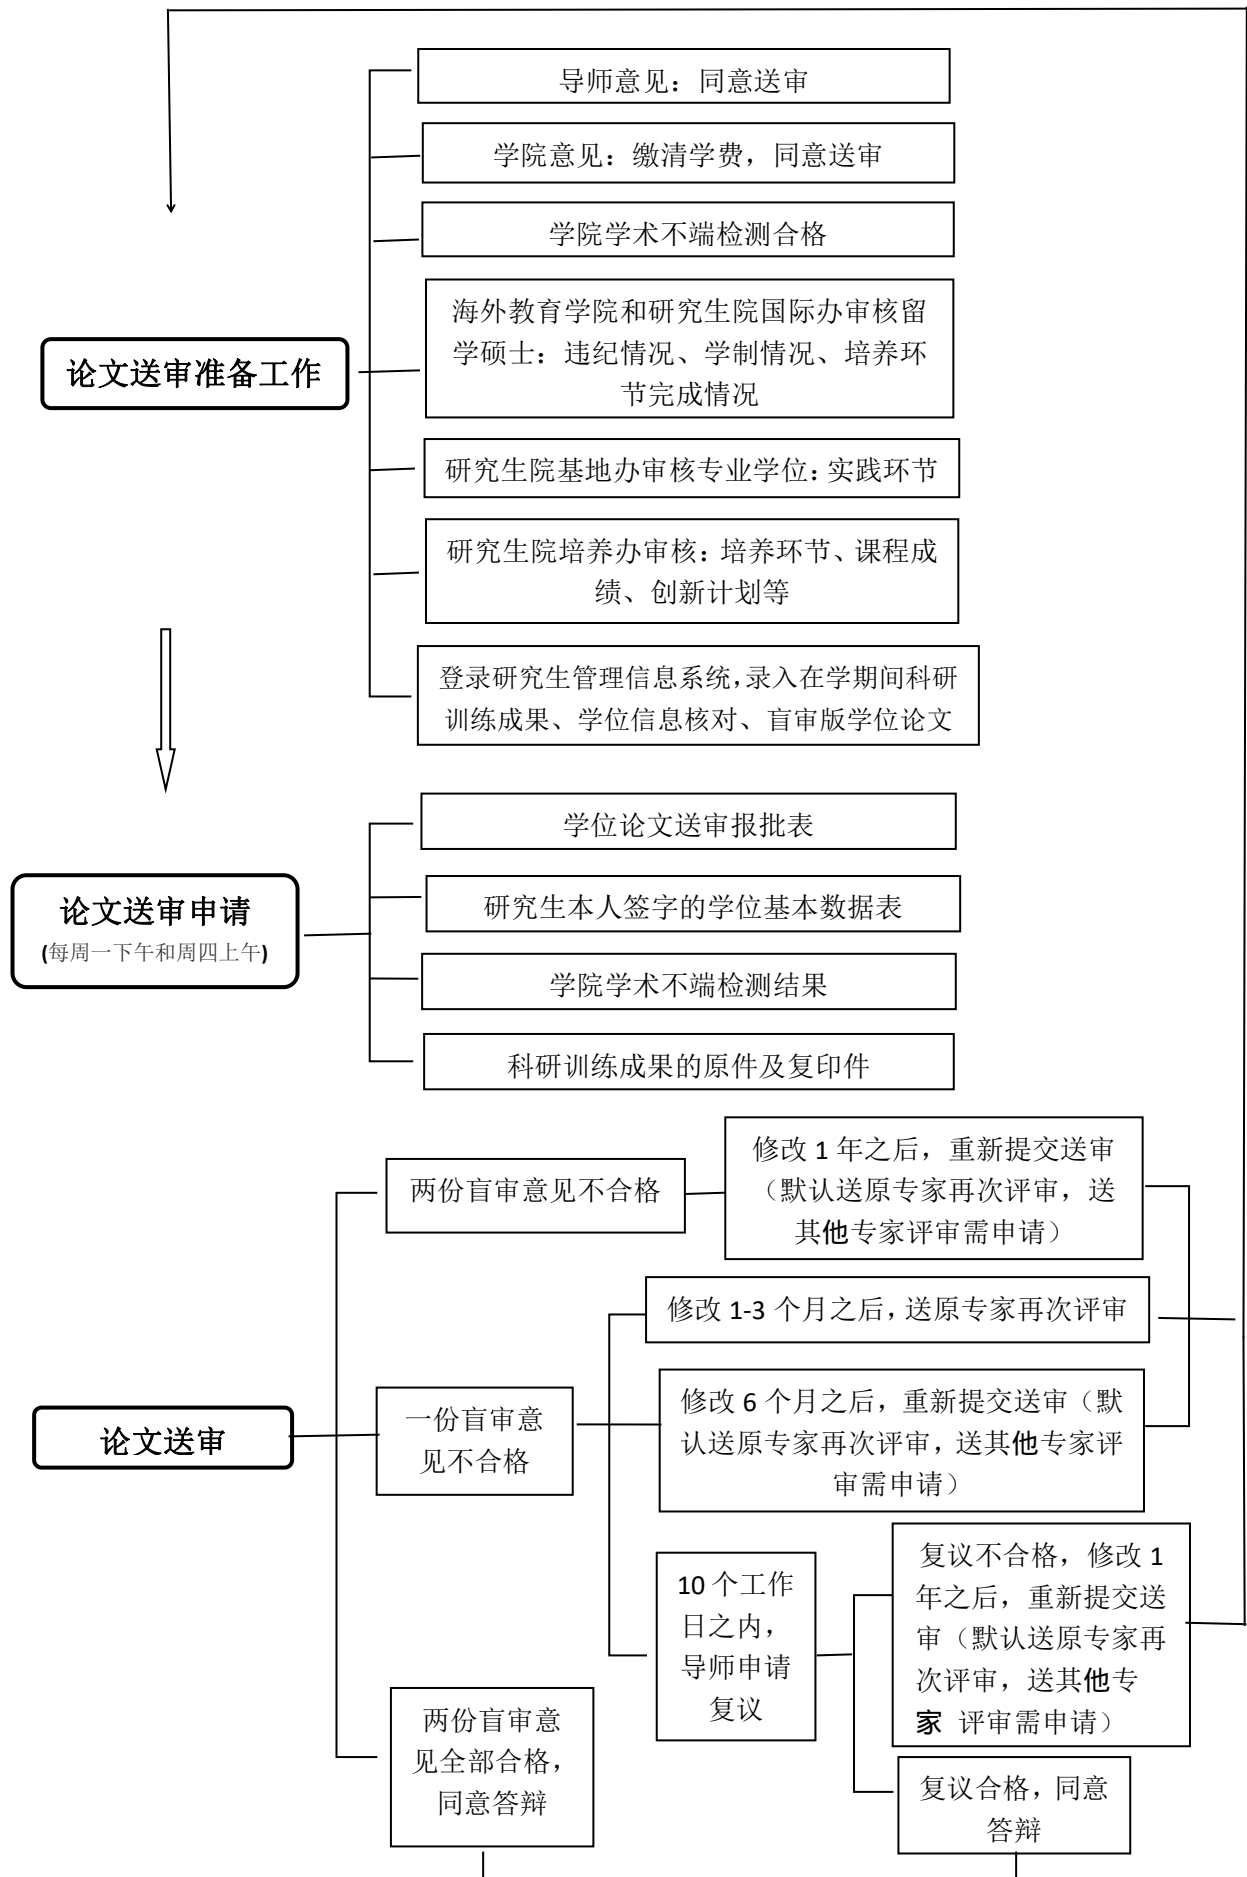 导师意见：同意送审
学院意见：缴清学费，同意送审
学院学术不端检测合格
海外教育学院和研究生院国际办审核留
学硕士：违纪情况、学制情况、培养环
节完成情况
论文送审准备工作
研究生院基地办审核专业学位：实践环节
研究生院培养办审核：培养环节、课程成
绩、创新计划等
登录研究生管理信息系统，录入在学期间科研
训练成果、学位信息核对、盲审版学位论文
学位论文送审报批表
论文送审申请
(每周一下午和周四上午)
研究生本人签字的学位基本数据表
学院学术不端检测结果
科研训练成果的原件及复印件
两份盲审意见不合格
修改 1 年之后，重新提交送审
（默认送原专家再次评审，送
其他专家评审需申请）
修改 1-3 个月之后，送原专家再次评审
论文送审
一份盲审意
见不合格
修改 6 个月之后，重新提交送审（默
认送原专家再次评审，送其他专家评
审需申请）
10 个工作
日之内，
导师申请
复议
复议不合格，修改 1
年之后，重新提交送
审（默认送原专家再
次评审，送其他专
家 评审需申请）
两份盲审意
见全部合格，
同意答辩
复议合格，同意
答辩